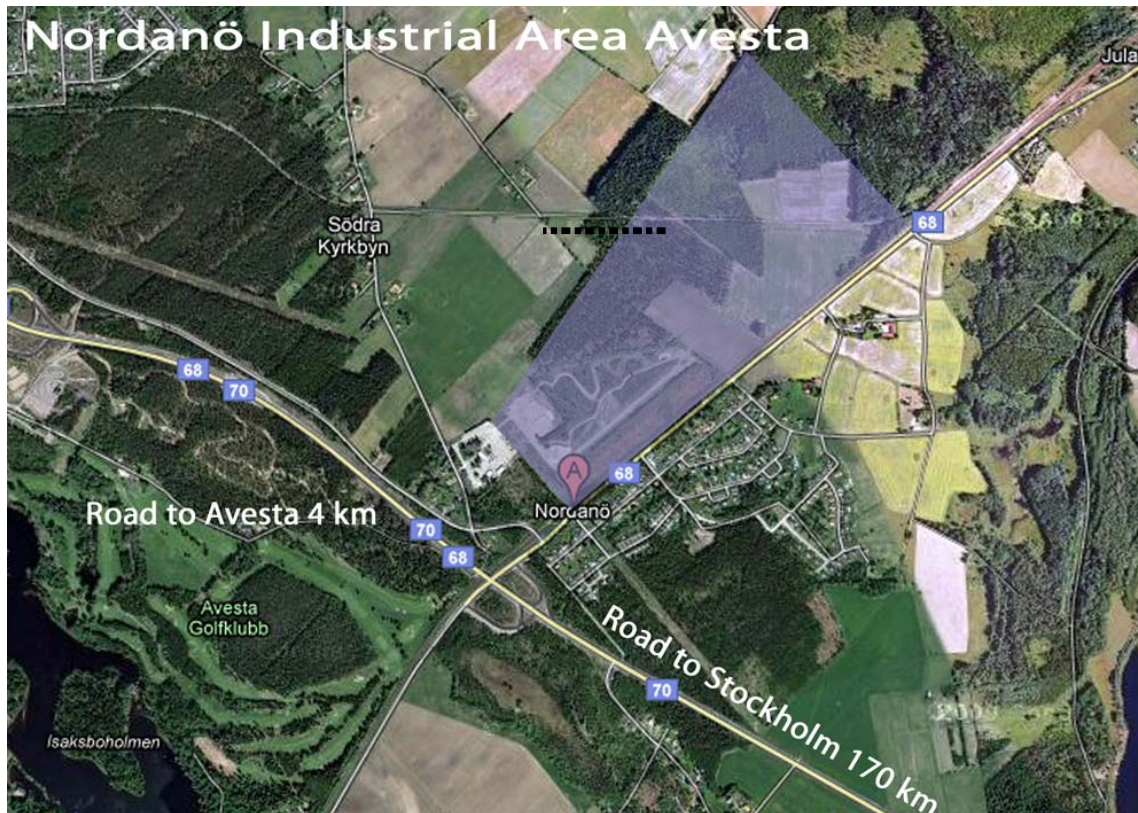 Nordanö Industrial Area Avesta
Jula
Södra
Kyrkbyn
68
68
70
68
A
Nordanö
Road to Avesta 4 km
70
68
Avesta
Golfklubb
Road to Stockholm 170 km
70
Isaksboholmen